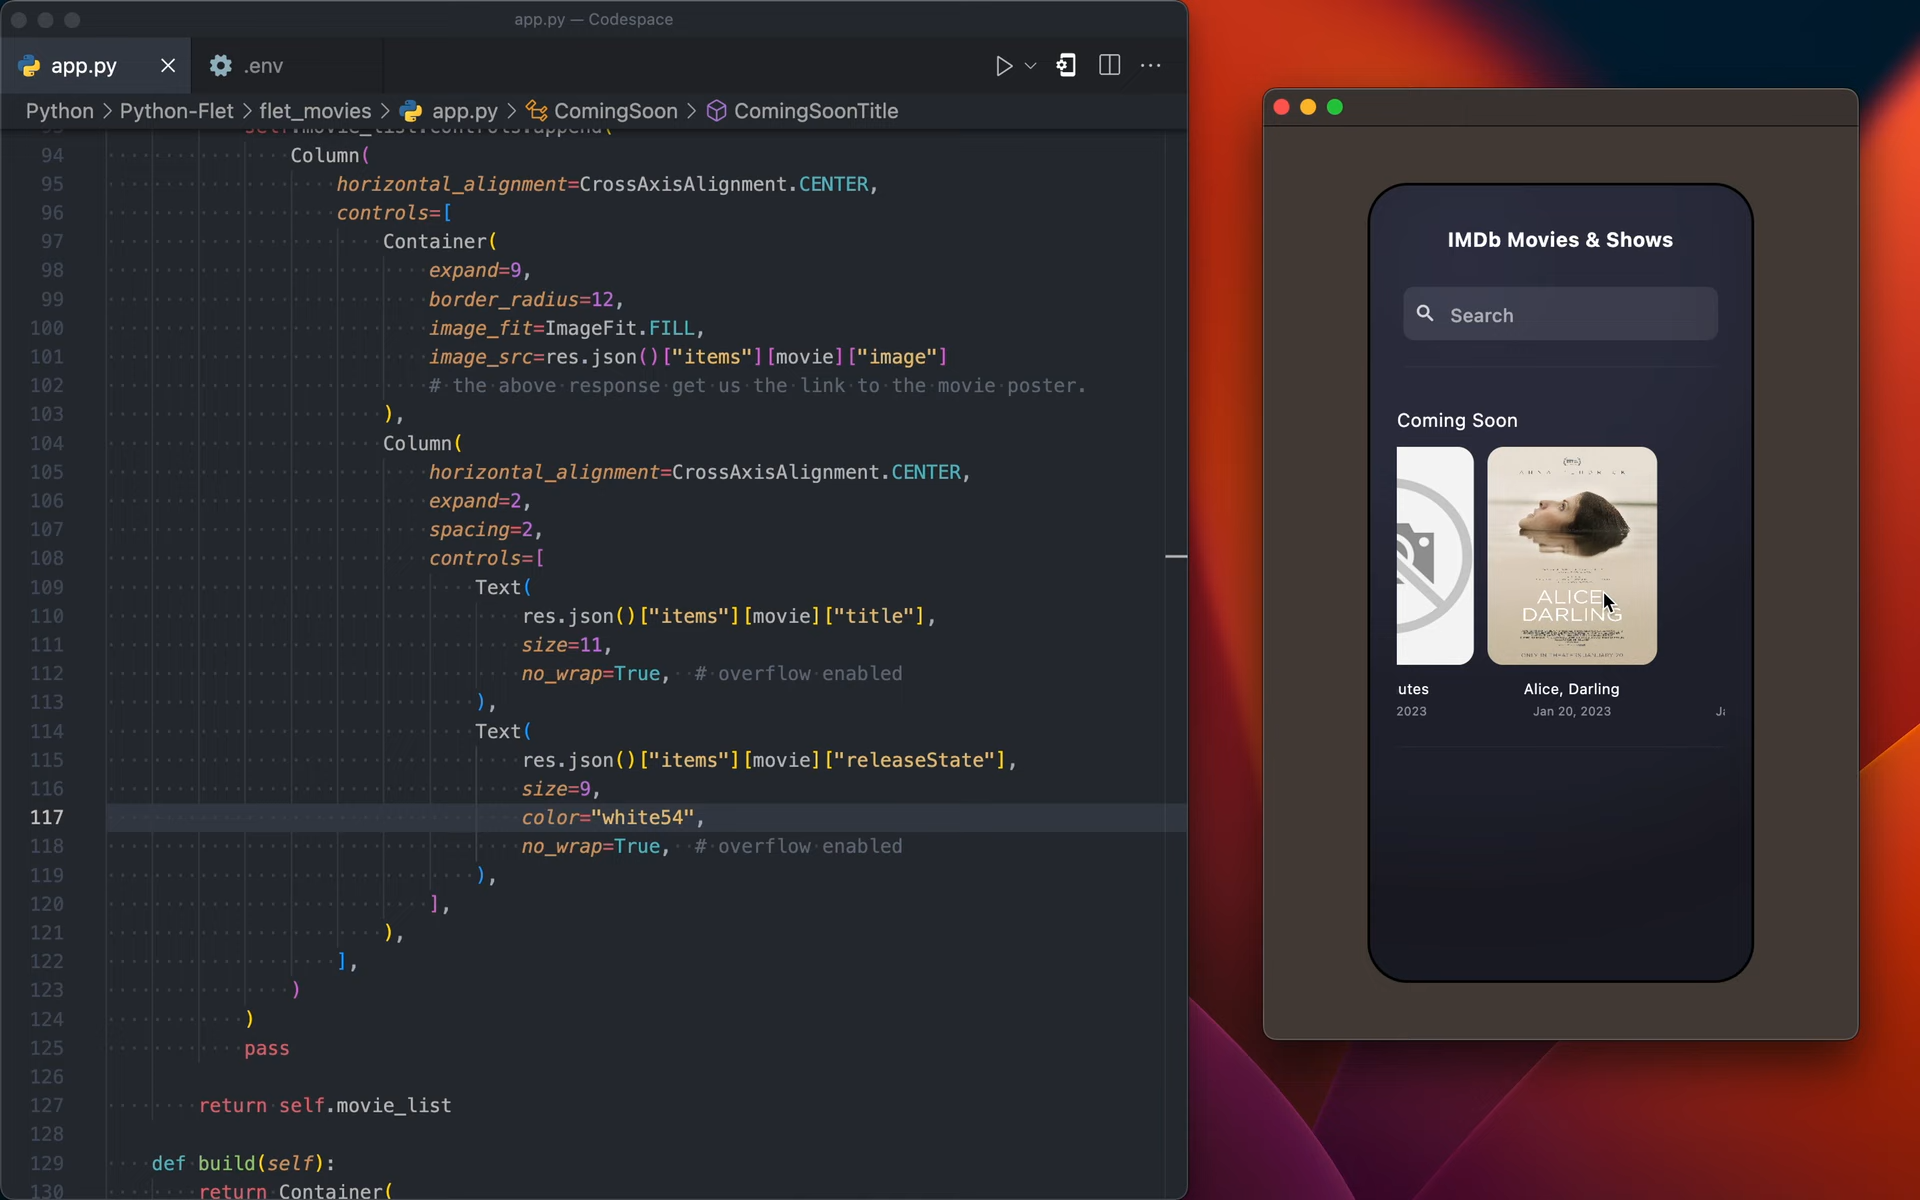 app.py — Codespace
app.py
.env
Python > Python-Flet > flet_movies > app.py > ComingSoon > ComingSoonTitle
self.movie_list.controls.append(
94 Column(
95 horizontal_alignment=CrossAxisAlignment.CENTER,
96 controls=[
97 Container(
98 expand=9,
99 border_radius=12,
100 image_fit=ImageFit.FILL,
101 image_src=res.json()["items"][movie]["image"]
102 # the above response get us the link to the movie poster.
103 ),
104 Column(
105 horizontal_alignment=CrossAxisAlignment.CENTER,
106 expand=2,
107 spacing=2,
108 controls=[
109 Text(
110 res.json()["items"][movie]["title"],
111 size=11,
112 no_wrap=True, # overflow enabled
113 ),
114 Text(
115 res.json()["items"][movie]["releaseState"],
116 size=9,
117 color="white54",
118 no_wrap=True, # overflow enabled
119 ),
120 ],
121 ),
122 ],
123 )
124 )
125 pass
126
127 return self.movie_list
128
129 def build(self):
130 return Container(
IMDb Movies & Shows
Search
Coming Soon
ALICE,
DARLING
utes
2023
Alice, Darling
Jan 20, 2023